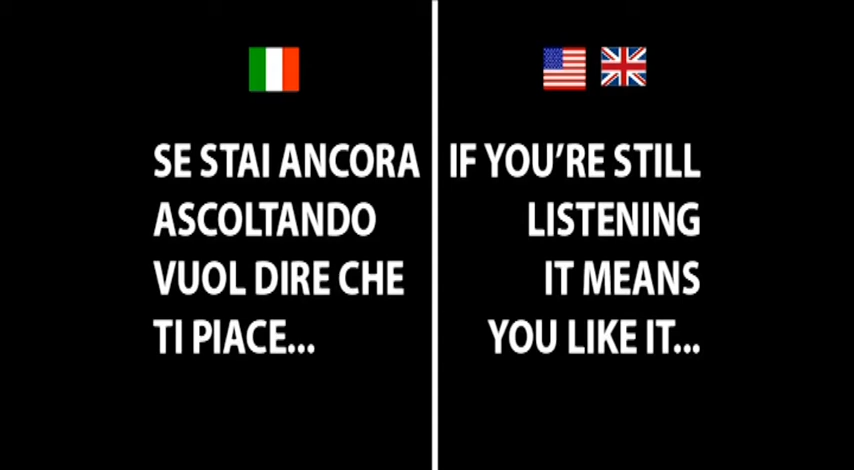 SE STAI ANCORA
ASCOLTANDO
VUOL DIRE CHE
TI PIACE...
IF YOU'RE STILL
LISTENING
IT MEANS
YOU LIKE IT...